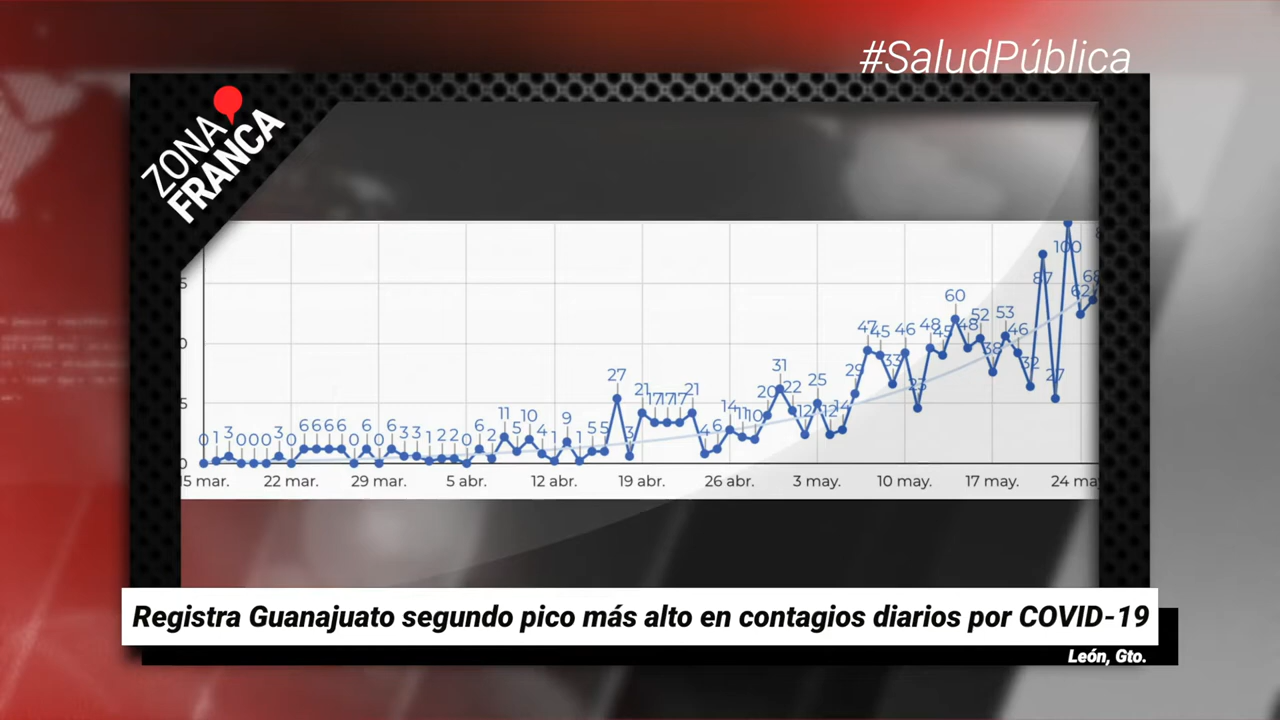 #SaludPública
ZONA
FRANCA
0 1 3 0 0 0 3 0 6 6 6 6 0 6 0 6 3 3 1 2 2 0 6 2 11 5 10 4 1 9 1 5 5 27 3 21 17 17 17 21 4 6 14 11 10 20 31 22 12 25 12 14 29 47 45 33 46 23 48 45 60 48 52 38 53 46 32 87 27 100 62 68
15 mar. 22 mar. 29 mar. 5 abr. 12 abr. 19 abr. 26 abr. 3 may. 10 may. 17 may. 24 may
Registra Guanajuato segundo pico más alto en contagios diarios por COVID-19
León, Gto.